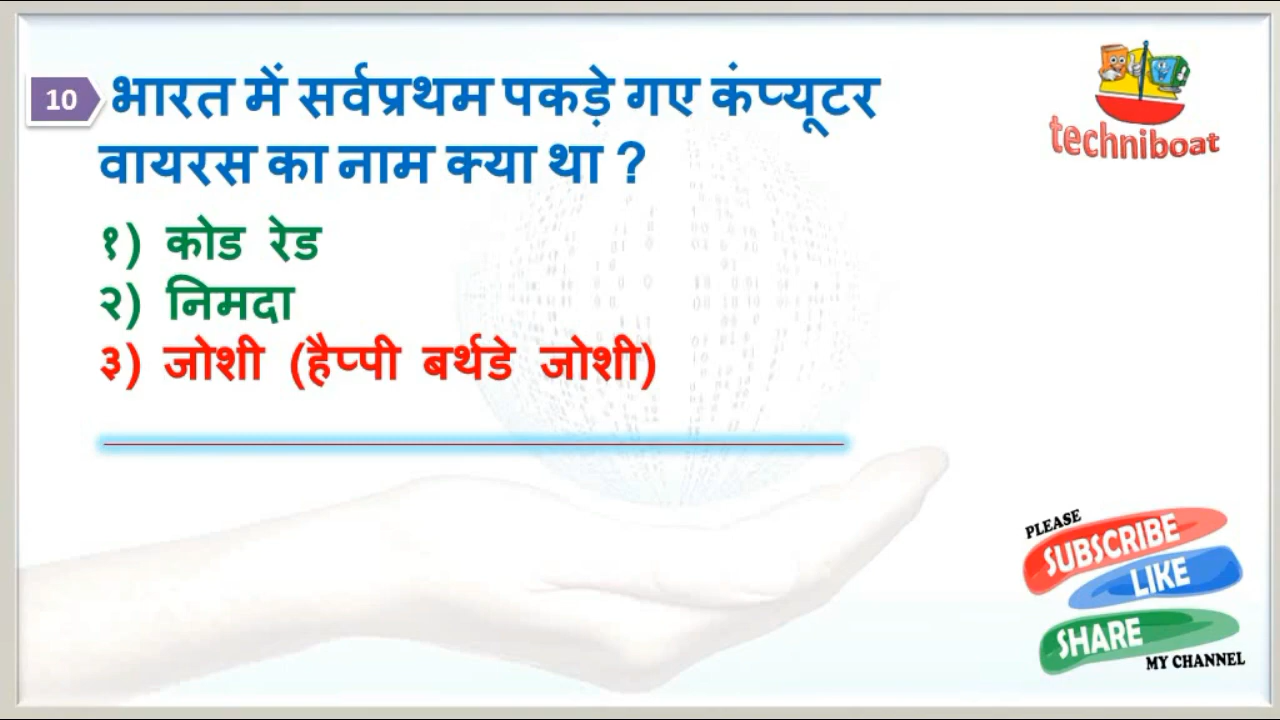 10
भारत में सर्वप्रथम पकड़े गए कंप्यूटर
वायरस का नाम क्या था ?
१) कोड रेड
२) निमदा
३) जोशी (हैप्पी बर्थडे जोशी)
techniboat
PLEASE
SUBSCRIBE
LIKE
SHARE
MY CHANNEL